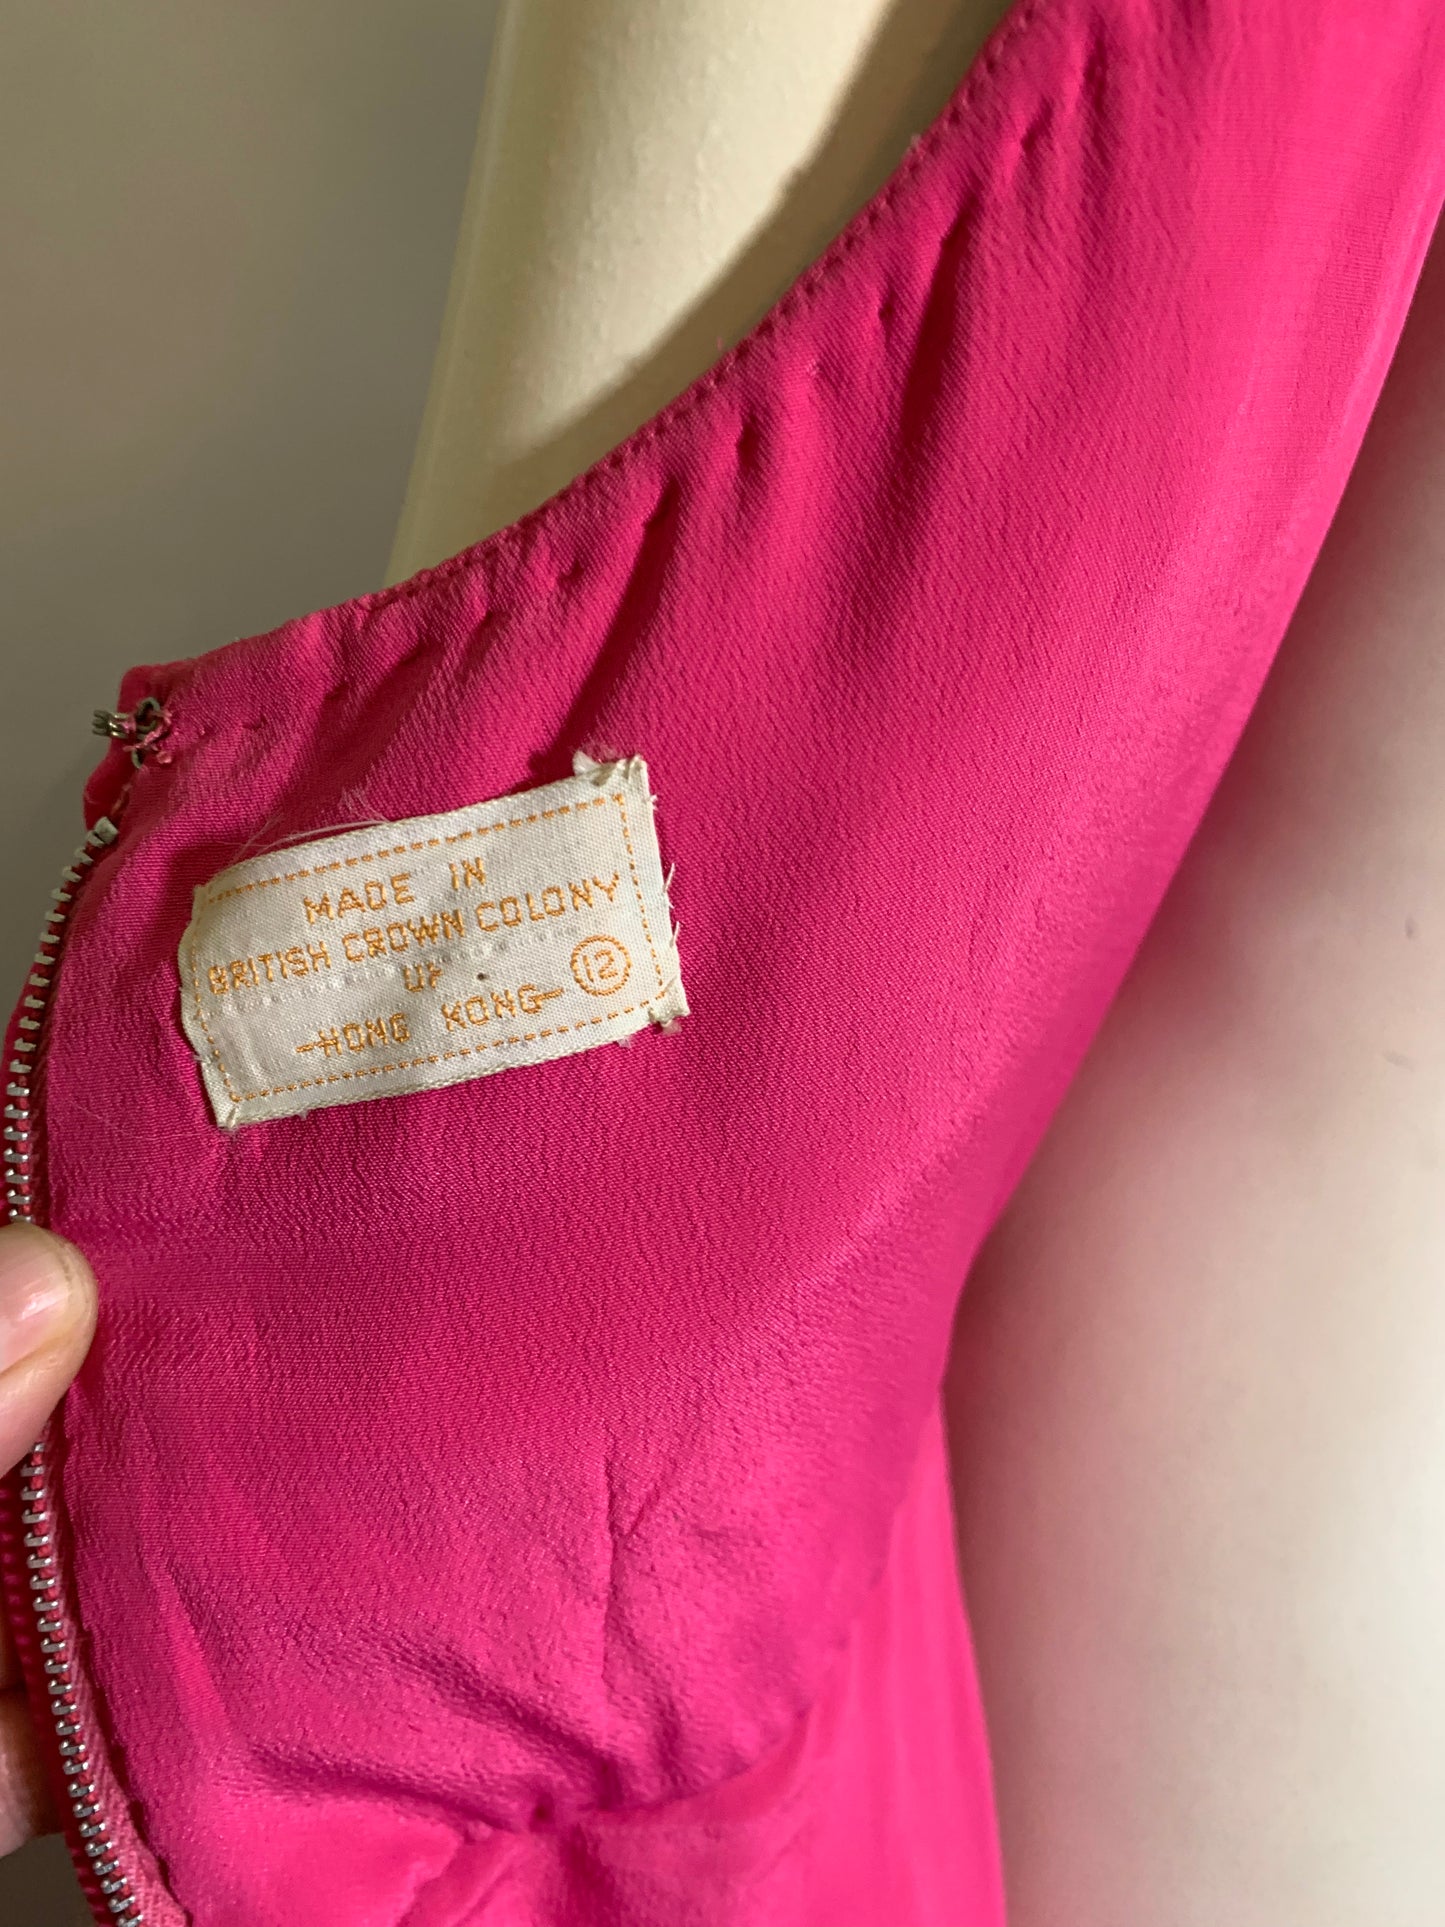 MADE IN
BRITISH CROWN COLONY
OF
-HONG KONG- 12